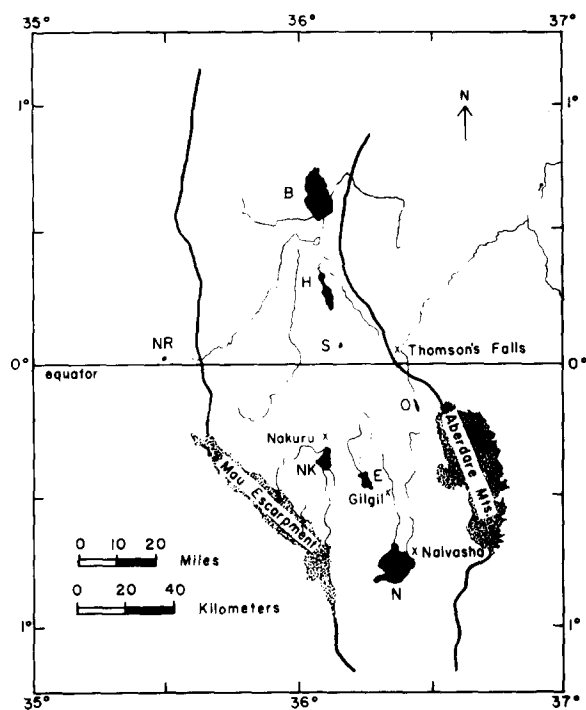 35°
36°
37°
1°
1°
N
B
H
NR
S
Thomson's Falls
0°
0°
equator
O
Nakuru
NK
E
Gilgil
Aberdare Mts.
Mau Escarpment
Naivasha
N
0 10 20
Miles
0 20 40
Kilometers
1°
1°
35°
36°
37°